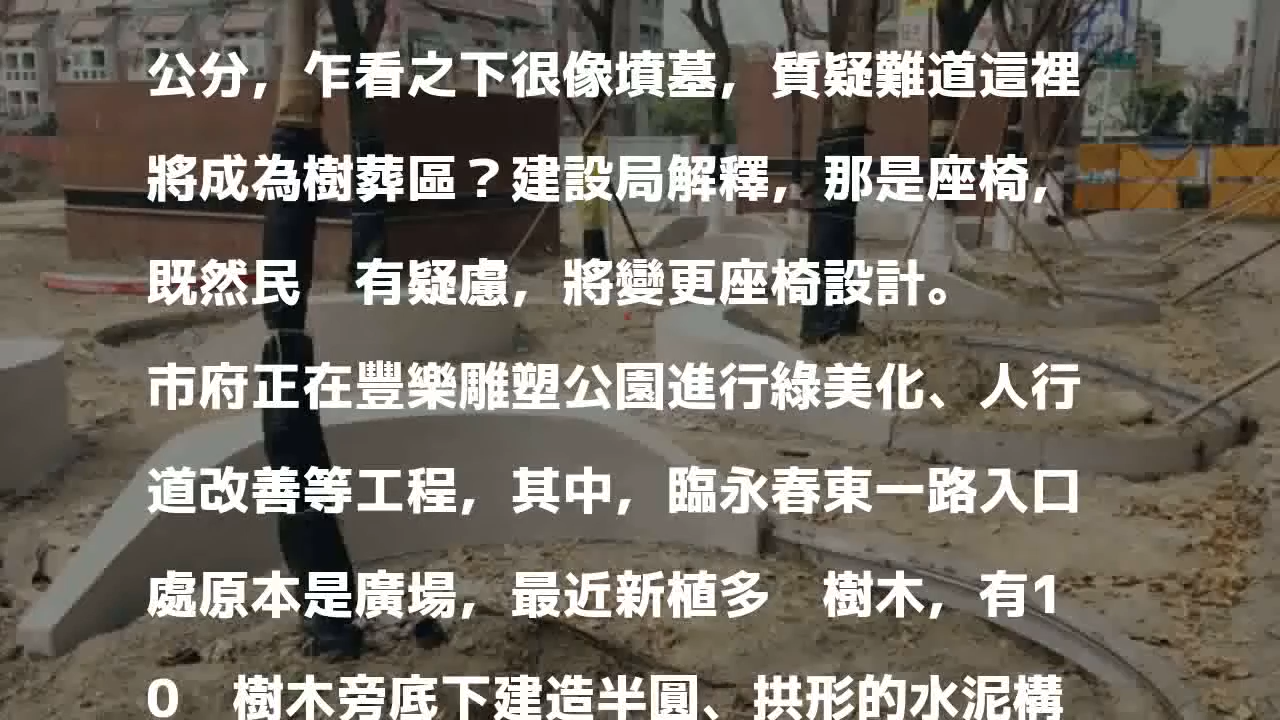 公分，乍看之下很像墳墓，質疑難道這裡
將成為樹葬區？建設局解釋，那是座椅，
既然民　有疑慮，將變更座椅設計。
市府正在豐樂雕塑公園進行綠美化、人行
道改善等工程，其中，臨永春東一路入口
處原本是廣場，最近新植多　樹木，有1
0　樹木旁底下建造半圓、拱形的水泥構